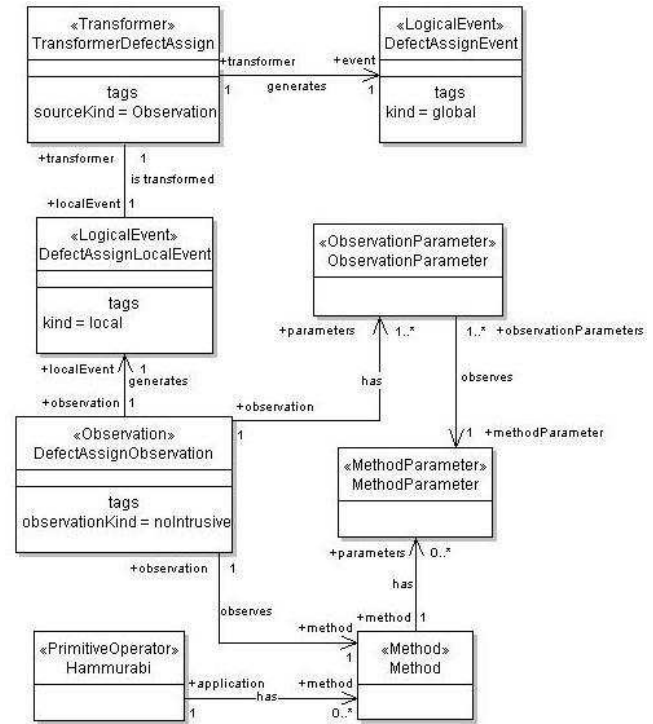 «Transformer»
TransformerDefectAssign
tags
sourceKind = Observation
+transformer
+event
1
generates
1
«LogicalEvent»
DefectAssignEvent
tags
kind = global
+transformer
1
is transformed
+localEvent
1
«LogicalEvent»
DefectAssignLocalEvent
tags
kind = local
«ObservationParameter»
ObservationParameter
+localEvent
1
generates
+observation
1
+parameters
1..*
has
+observation
1
1..*
+observationParameters
observes
1
+methodParameter
«Observation»
DefectAssignObservation
tags
observationKind = noIntrusive
«MethodParameter»
MethodParameter
+parameters
0..*
has
+method
1
+observation
1
observes
+method
1
«PrimitiveOperator»
Hammurabi
+application
+method
has
1
0..*
«Method»
Method